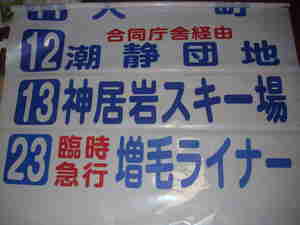 合同庁舎経由
12 潮静団地
13 神居岩スキー場
23 臨時急行 増毛ライナー